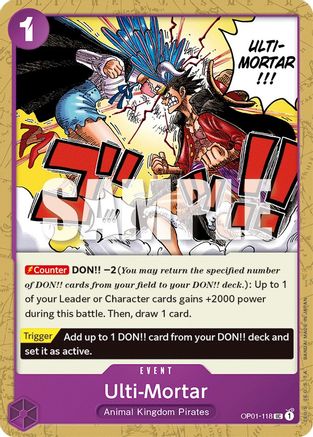 1
ULTI-
MORTAR
!!!
ゴ
!!
SAMPLE
Counter DON!! −2 (You may return the specified number
of DON!! cards from your field to your DON!! deck.): Up to 1
of your Leader or Character cards gains +2000 power
during this battle. Then, draw 1 card.
Trigger Add up to 1 DON!! card from your DON!! deck and
set it as active.
EVENT
Ulti-Mortar
Animal Kingdom Pirates
OP01-118 UC 1